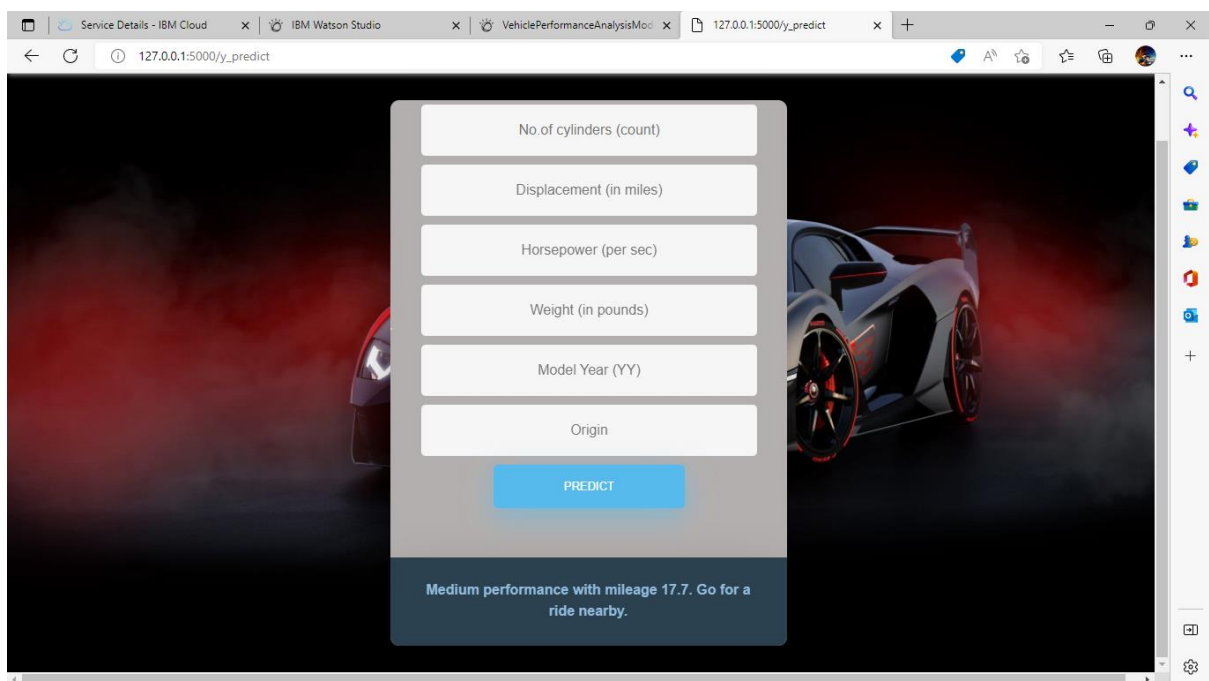 Service Details - IBM Cloud
IBM Watson Studio
VehiclePerformanceAnalysisMod
127.0.0.1:5000/y_predict
127.0.0.1:5000/y_predict
No.of cylinders (count)
Displacement (in miles)
Horsepower (per sec)
Weight (in pounds)
Model Year (YY)
Origin
PREDICT
Medium performance with mileage 17.7. Go for a
ride nearby.